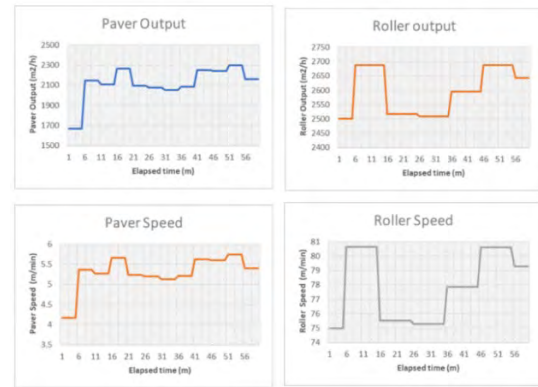 Paver Output
Paver Output (m2/h)
2500
2300
2100
1900
1700
1500
1 6 11 16 21 26 31 36 41 46 51 56
Elapsed time (m)
Roller output
Roller Output (m2/h)
2750
2700
2650
2600
2550
2500
2450
2400
1 6 11 16 21 26 31 36 41 46 51 56
Elapsed time (m)
Paver Speed
Paver Speed (m/min)
6
5.5
5
4.5
4
3.5
1 6 11 16 21 26 31 36 41 46 51 56
Elapsed time (m)
Roller Speed
Roller Speed (m/min)
81
80
79
78
77
76
75
74
1 6 11 16 21 26 31 36 41 46 51 56
Elapsed time (m)